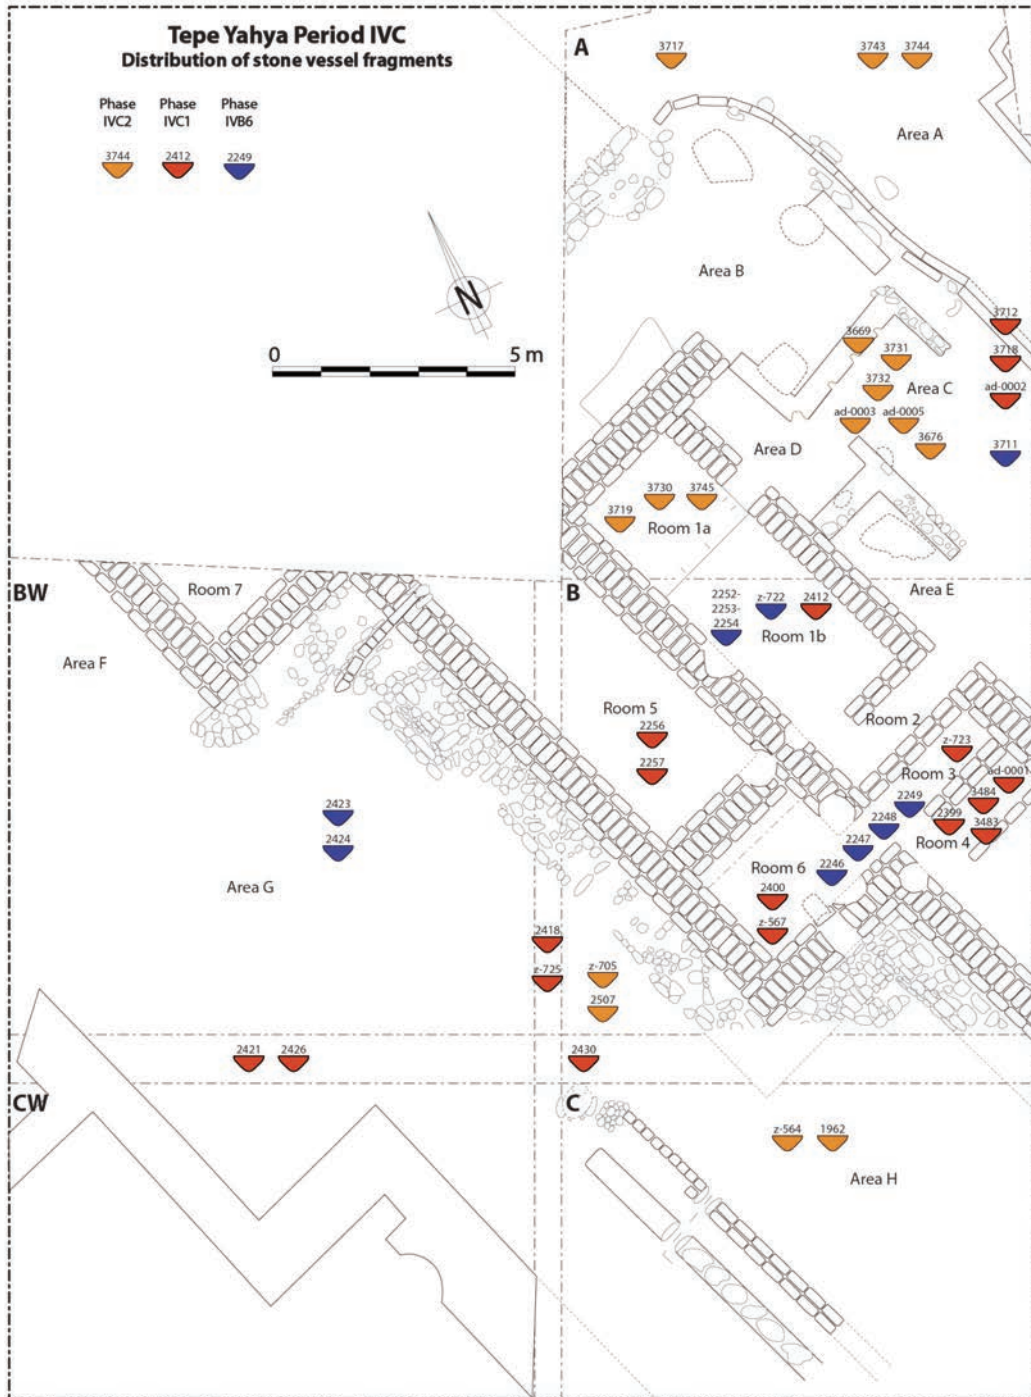 Tepe Yahya Period IVC
Distribution of stone vessel fragments
Phase IVC2
Phase IVC1
Phase IVB6
3744
2412
2249
N
0
5 m
A
3717
3743
3744
Area A
Area B
3712
3669
3731
3718
3732
Area C
ad-0002
ad-0003
ad-0005
3676
3711
Area D
3730
3745
3719
Room 1a
BW
Room 7
B
2252-
2253-
2254
z-722
2412
Area E
Room 1b
Area F
Room 5
Room 2
2256
z-723
2257
Room 3
ad-0001
2249
3484
2423
2248
2399
3483
2424
2247
Room 4
Room 6
2246
Area G
2400
z-567
2418
z-725
z-705
2507
2421
2426
2430
CW
C
z-564
1962
Area H